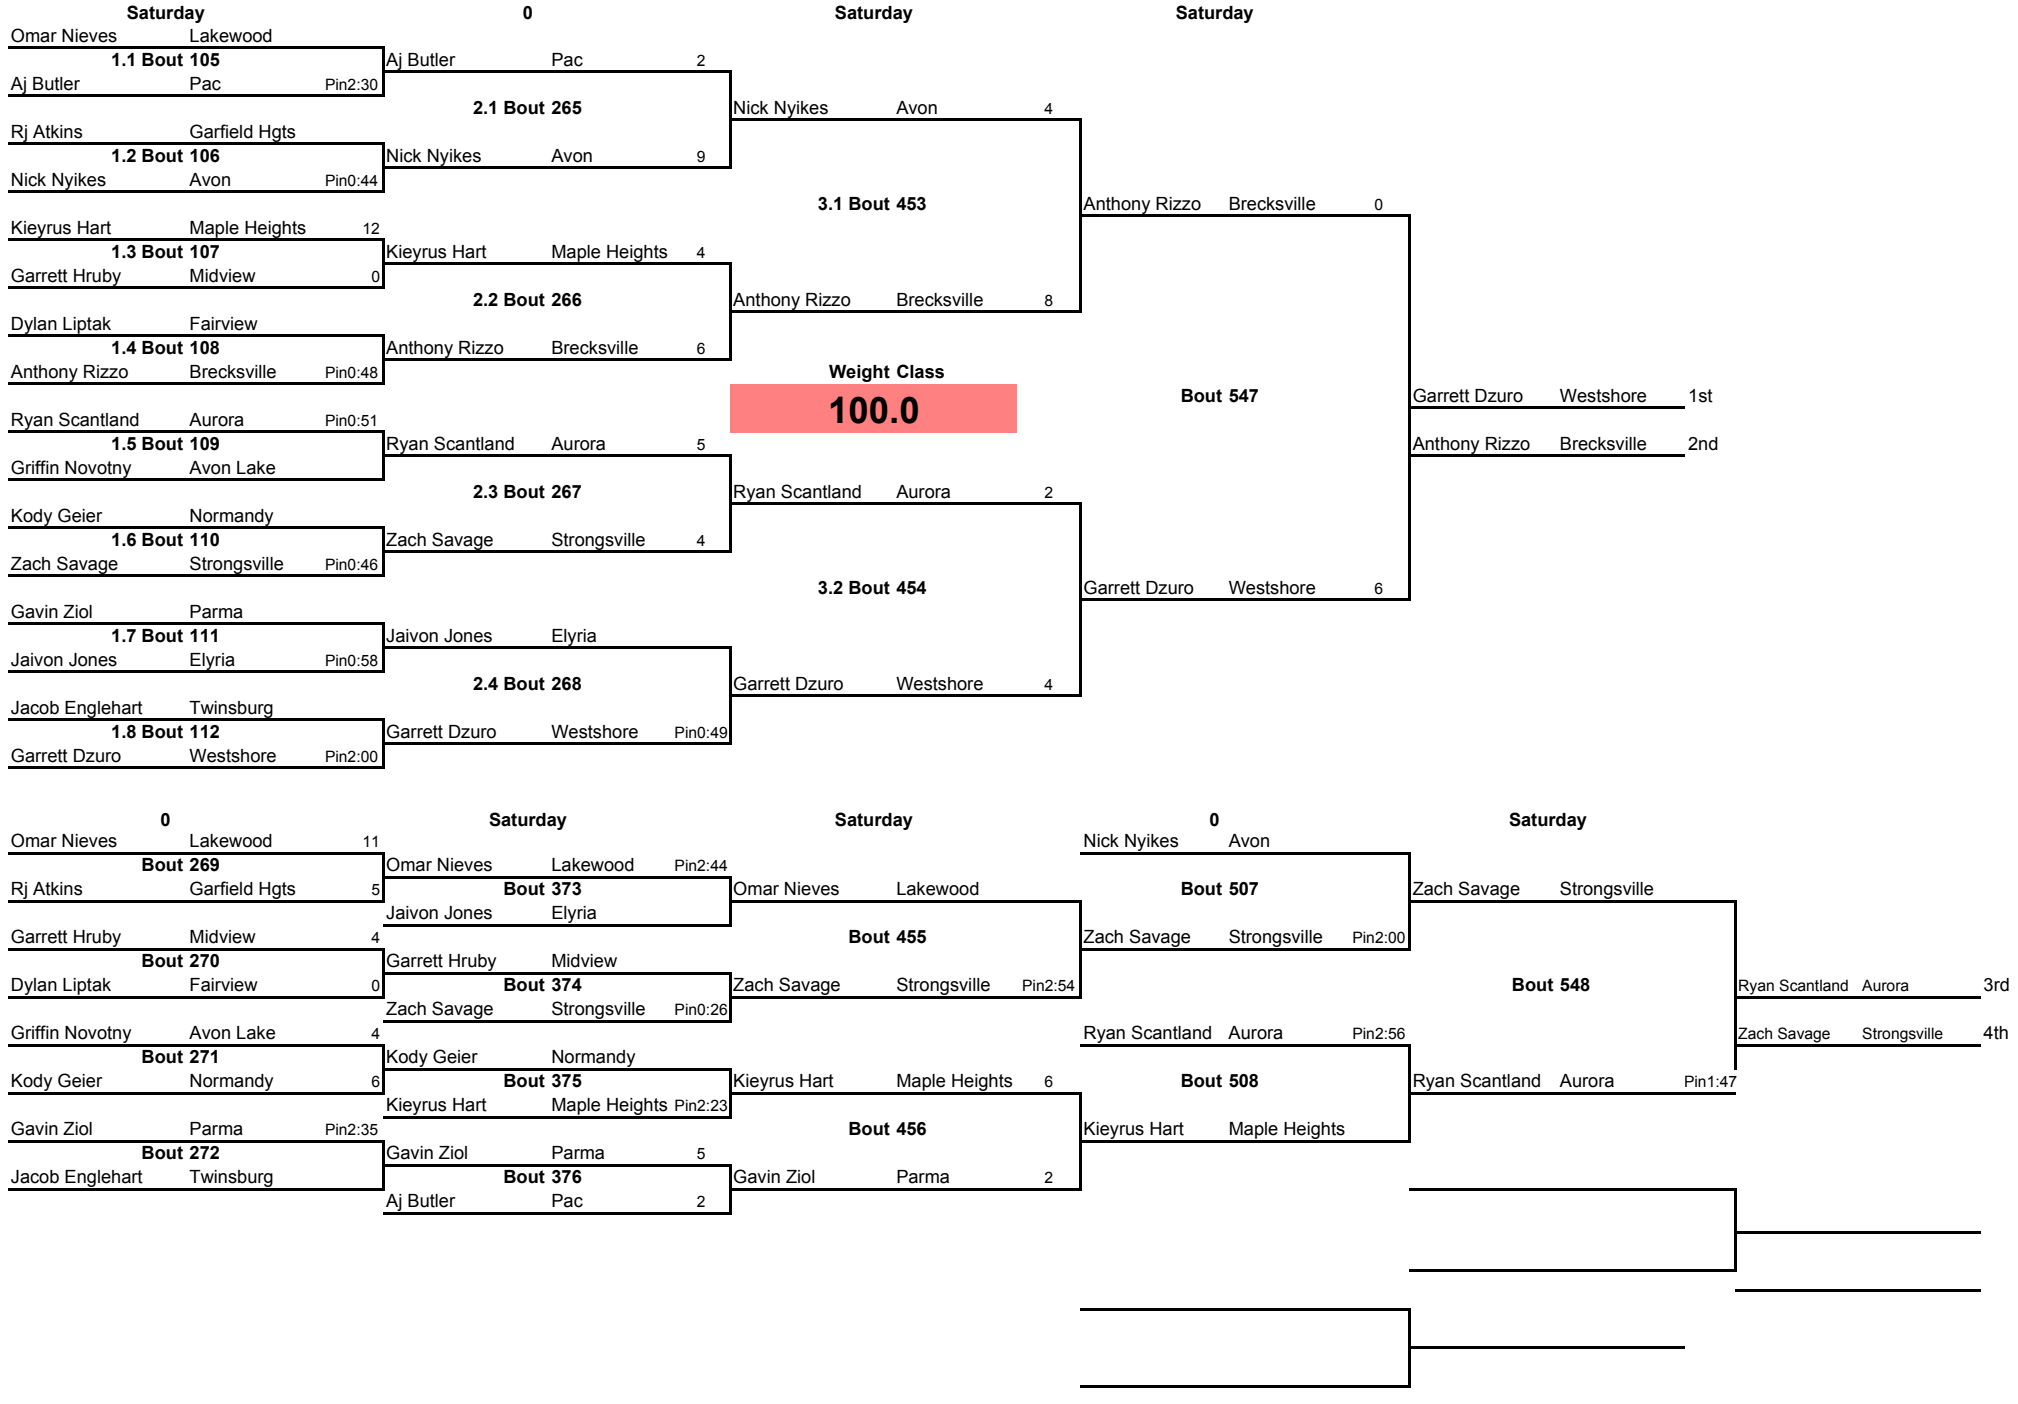 Saturday 0 Saturday Saturday
Omar Nieves Lakewood
1.1 Bout 105 Aj Butler Pac 2
Aj Butler Pac Pin2:30
2.1 Bout 265 Nick Nyikes Avon 4
Rj Atkins Garfield Hgts
1.2 Bout 106 Nick Nyikes Avon 9
Nick Nyikes Avon Pin0:44
3.1 Bout 453 Anthony Rizzo Brecksville 0
Kieyrus Hart Maple Heights 12
1.3 Bout 107 Kieyrus Hart Maple Heights 4
Garrett Hruby Midview 0
2.2 Bout 266 Anthony Rizzo Brecksville 8
Dylan Liptak Fairview
1.4 Bout 108 Anthony Rizzo Brecksville 6
Anthony Rizzo Brecksville Pin0:48 Weight Class
Bout 547 Garrett Dzuro Westshore 1st
100.0
Ryan Scantland Aurora Pin0:51
1.5 Bout 109 Ryan Scantland Aurora 5 Anthony Rizzo Brecksville 2nd
Griffin Novotny Avon Lake
2.3 Bout 267 Ryan Scantland Aurora 2
Kody Geier Normandy
1.6 Bout 110 Zach Savage Strongsville 4
Zach Savage Strongsville Pin0:46
3.2 Bout 454 Garrett Dzuro Westshore 6
Gavin Ziol Parma
1.7 Bout 111 Jaivon Jones Elyria
Jaivon Jones Elyria Pin0:58
2.4 Bout 268 Garrett Dzuro Westshore 4
Jacob Englehart Twinsburg
1.8 Bout 112 Garrett Dzuro Westshore Pin0:49
Garrett Dzuro Westshore Pin2:00
0 Saturday Saturday 0 Saturday
Omar Nieves Lakewood 11 Nick Nyikes Avon
Bout 269 Omar Nieves Lakewood Pin2:44
Rj Atkins Garfield Hgts 5 Bout 373 Omar Nieves Lakewood Bout 507 Zach Savage Strongsville
Jaivon Jones Elyria
Garrett Hruby Midview 4 Bout 455 Zach Savage Strongsville Pin2:00
Bout 270 Garrett Hruby Midview
Dylan Liptak Fairview 0 Bout 374 Zach Savage Strongsville Pin2:54 Bout 548 Ryan Scantland Aurora 3rd
Zach Savage Strongsville Pin0:26
Griffin Novotny Avon Lake 4 Ryan Scantland Aurora Pin2:56 Zach Savage Strongsville 4th
Bout 271 Kody Geier Normandy
Kody Geier Normandy 6 Bout 375 Kieyrus Hart Maple Heights 6 Bout 508 Ryan Scantland Aurora Pin1:47
Kieyrus Hart Maple Heights Pin2:23
Gavin Ziol Parma Pin2:35 Bout 456 Kieyrus Hart Maple Heights
Bout 272 Gavin Ziol Parma 5
Jacob Englehart Twinsburg Bout 376 Gavin Ziol Parma 2
Aj Butler Pac 2